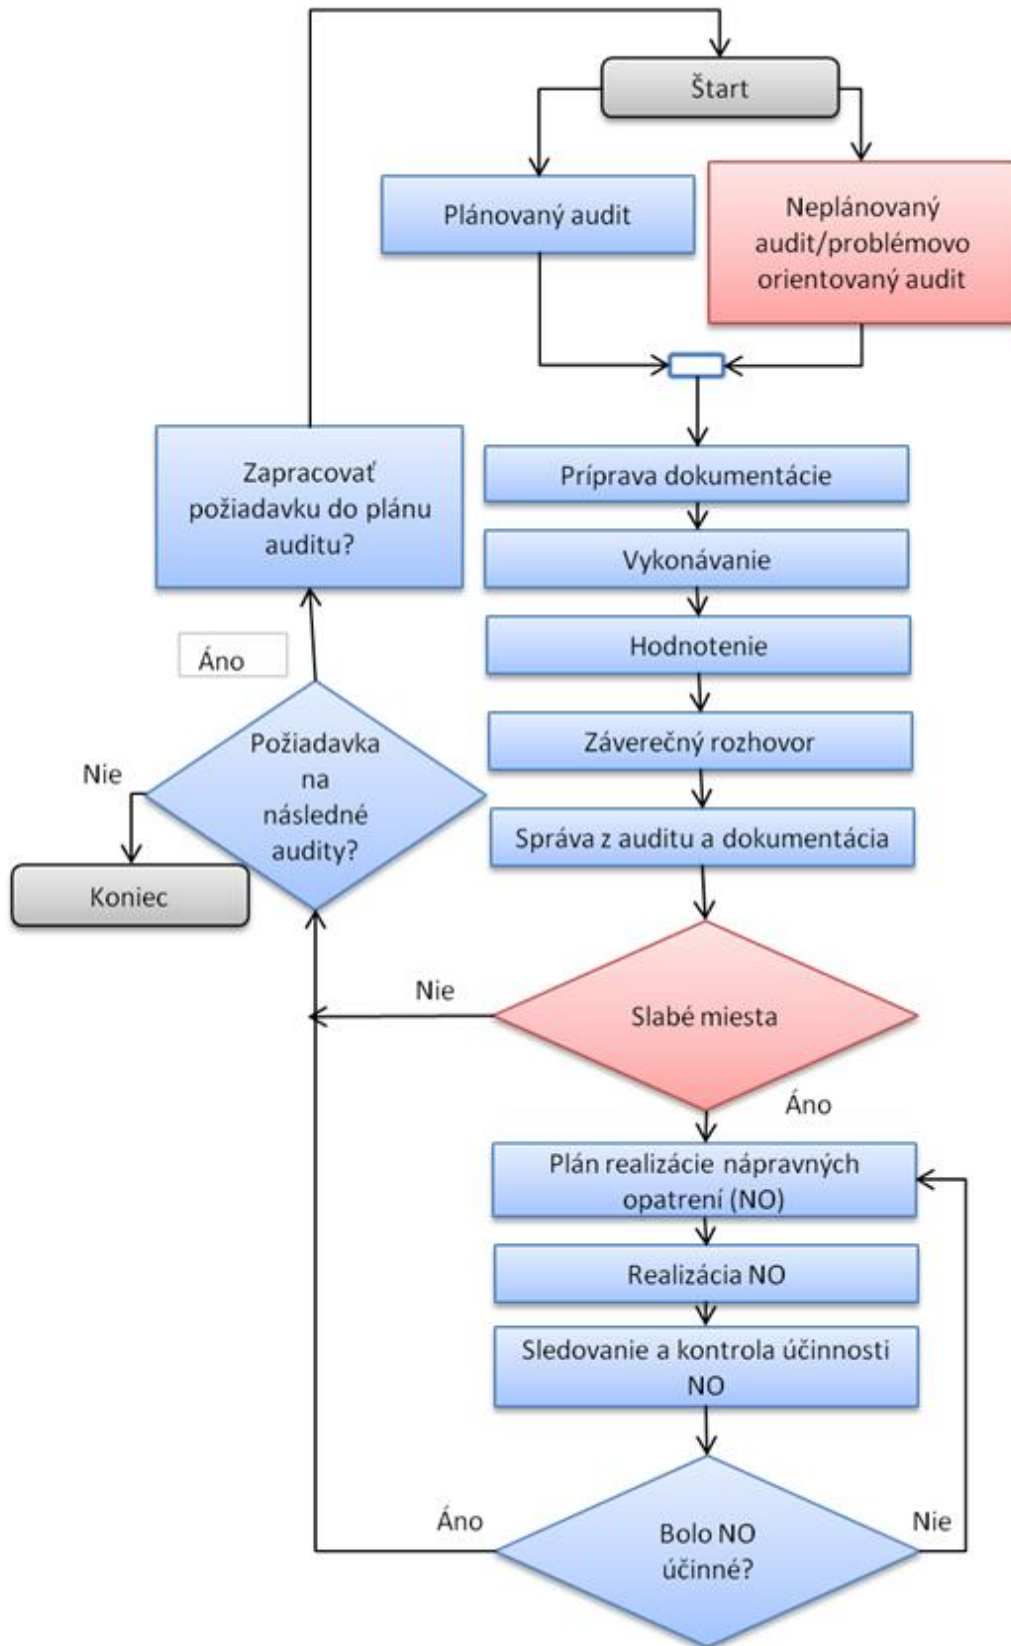 Štart
Plánovaný audit
Neplánovaný
audit/problémovo
orientovaný audit
Zapracovať
požiadavku do plánu
auditu?
Príprava dokumentácie
Vykonávanie
Hodnotenie
Áno
Záverečný rozhovor
Požiadavka
na
následné
audity?
Nie
Koniec
Správa z auditu a dokumentácia
Slabé miesta
Nie
Áno
Plán realizácie nápravných
opatrení (NO)
Realizácia NO
Sledovanie a kontrola účinnosti
NO
Bolo NO
účinné?
Áno
Nie